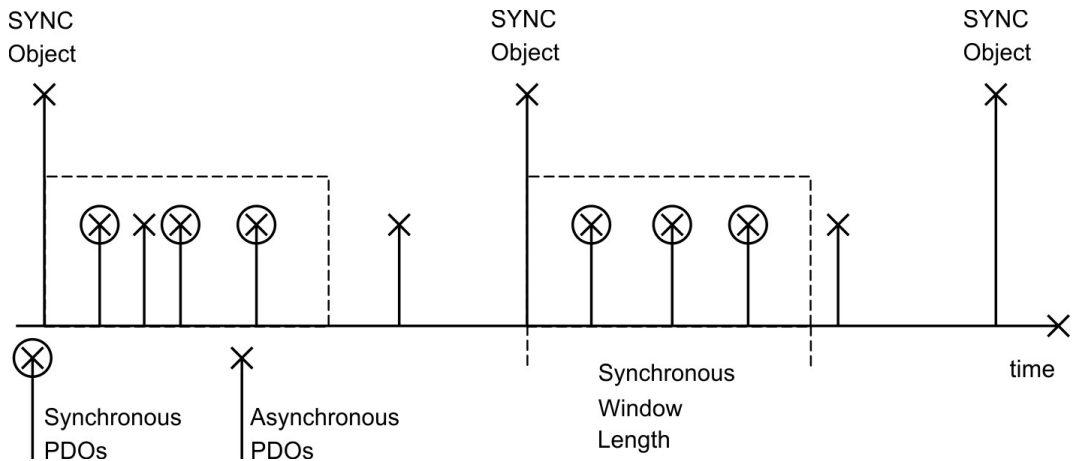 SYNC
Object
SYNC
Object
SYNC
Object
time
Synchronous
Window
Length
Synchronous
PDOs
Asynchronous
PDOs